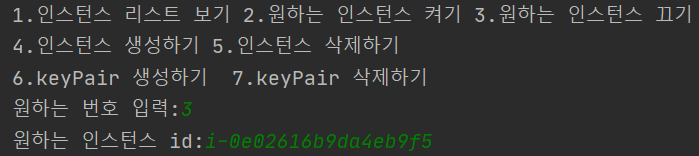 1.인스턴스 리스트 보기 2.원하는 인스턴스 켜기 3.원하는 인스턴스 끄기
4.인스턴스 생성하기 5.인스턴스 삭제하기
6.keyPair 생성하기  7.keyPair 삭제하기
원하는 번호 입력:3
원하는 인스턴스 id:i-0e02616b9da4eb9f5